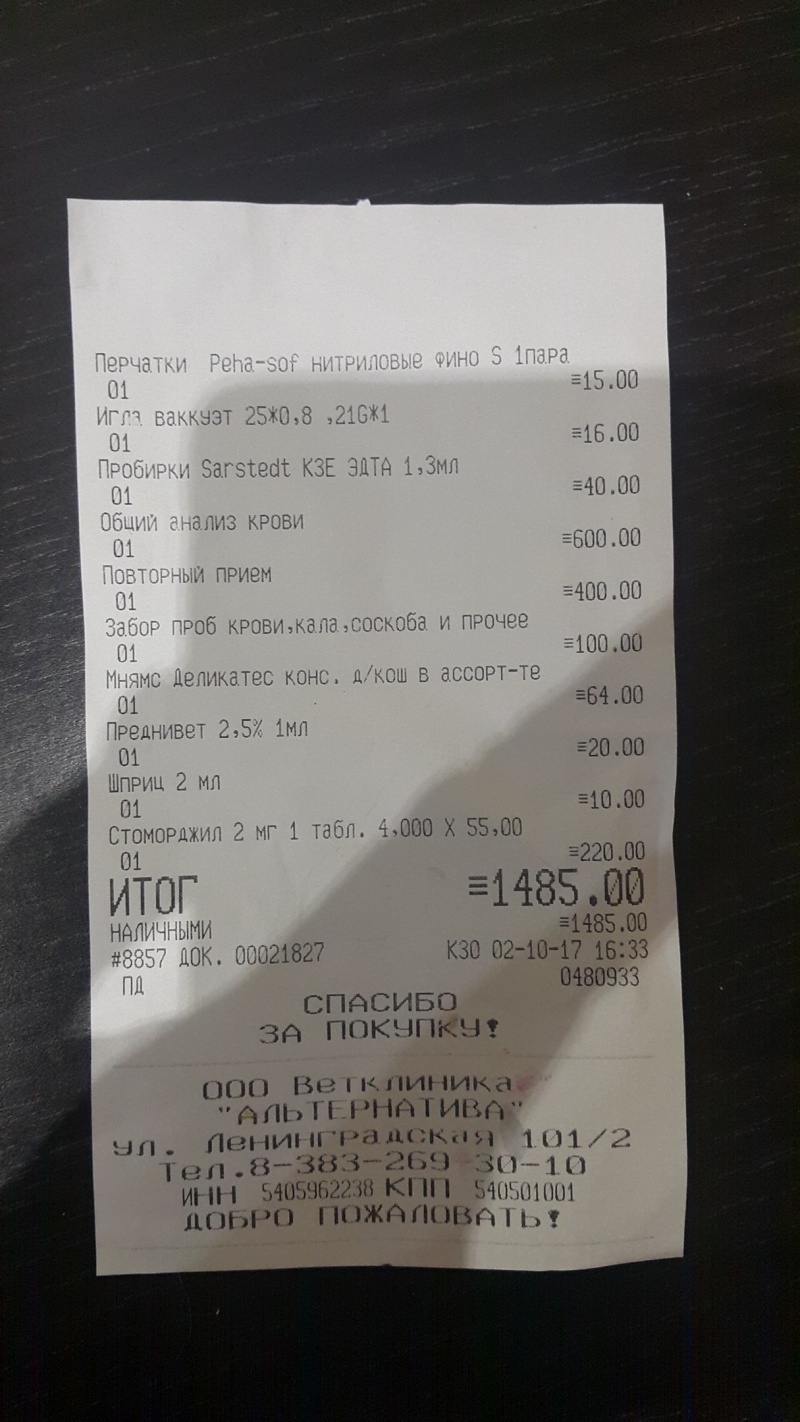 Перчатки Peha-sof нитриловые фино S 1пара
01 ≡15.00
Игла ваккуэт 25*0,8 ,21G*1
01 ≡16.00
Пробирки Sarstedt КЗЕ ЭДТА 1,3мл
01 ≡40.00
Общий анализ крови
01 ≡600.00
Повторный прием
01 ≡400.00
Забор проб крови,кала,соскоба и прочее
01 ≡100.00
Мнямс Деликатес конс. д/кош в ассорт-те
01 ≡64.00
Преднивет 2,5% 1мл
01 ≡20.00
Шприц 2 мл
01 ≡10.00
Стоморджил 2 мг 1 табл. 4,000 X 55,00
01 ≡220.00
ИТОГ ≡1485.00
НАЛИЧНЫМИ ≡1485.00
#8857 ДОК. 00021827 К30 02-10-17 16:33
ПД 0480933
СПАСИБО
ЗА ПОКУПКУ!
ООО Ветклиника
"АЛЬТЕРНАТИВА"
ул. Ленинградская 101/2
Тел.8-383-269-30-10
ИНН 5405962238 КПП 540501001
ДОБРО ПОЖАЛОВАТЬ!